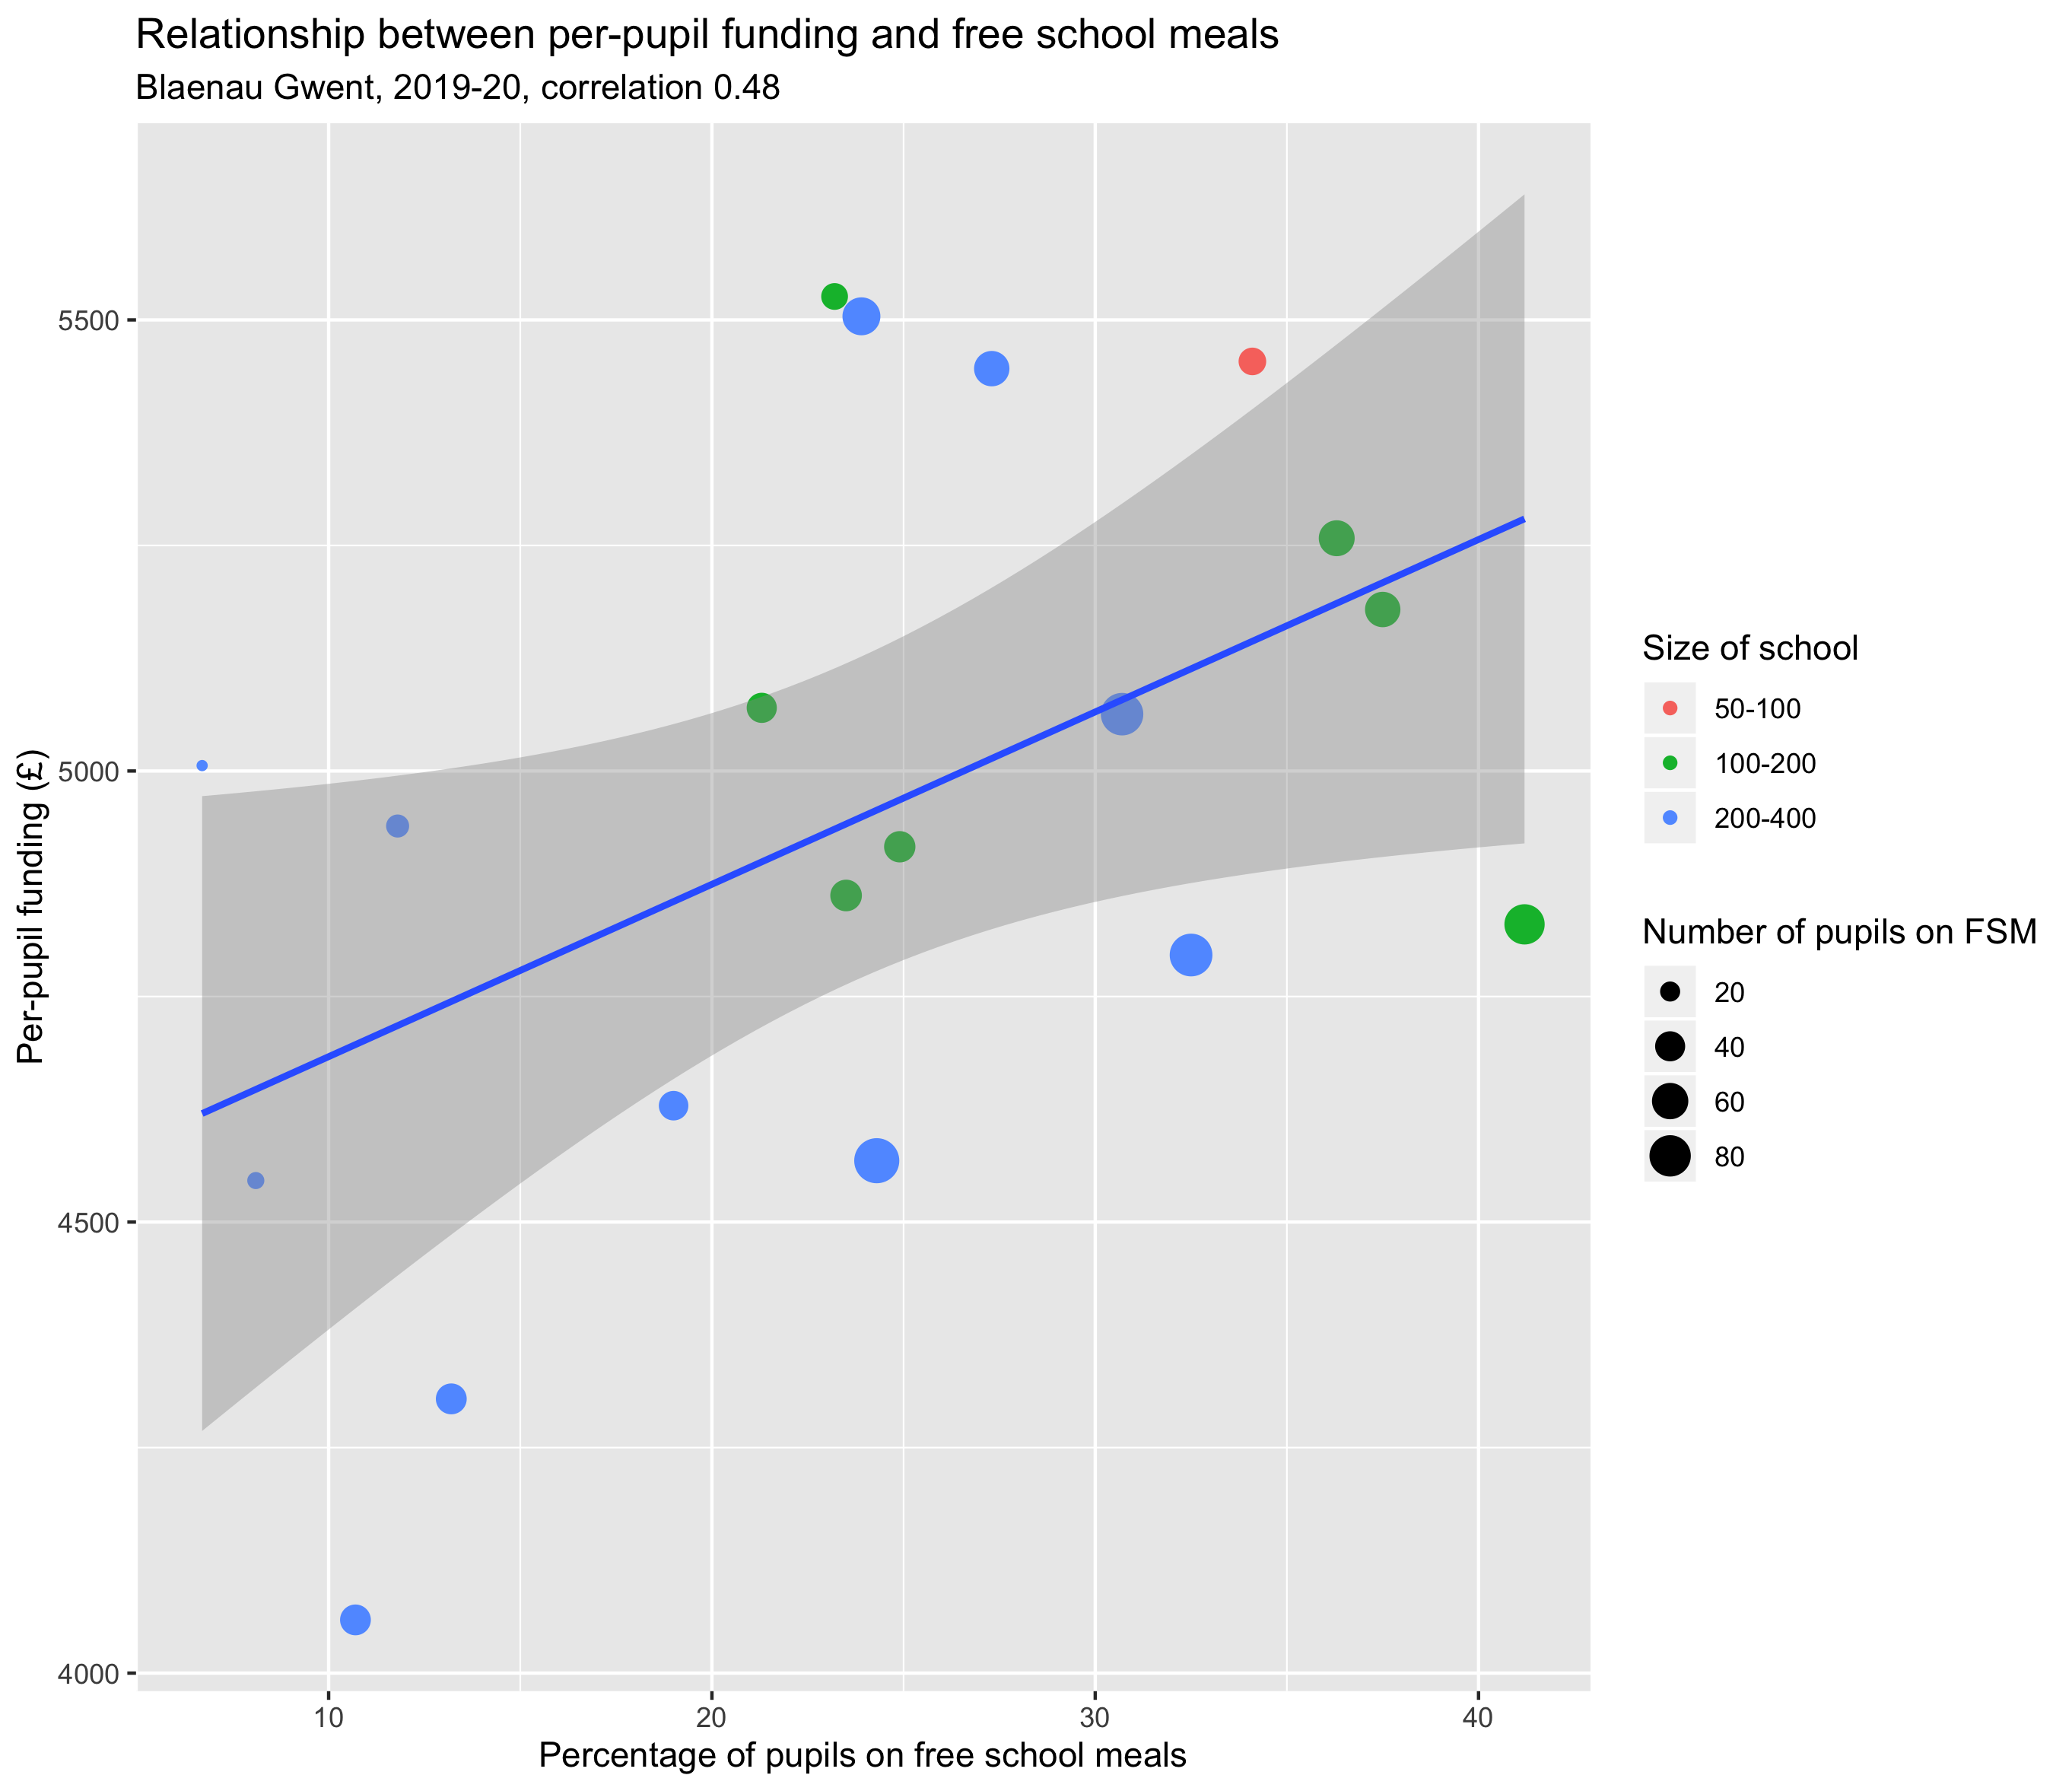 Relationship between per-pupil funding and free school meals
Blaenau Gwent, 2019-20, correlation 0.48
Per-pupil funding (£)
5500
5000
4500
4000
10
20
30
40
Percentage of pupils on free school meals
Size of school
50-100
100-200
200-400
Number of pupils on FSM
20
40
60
80